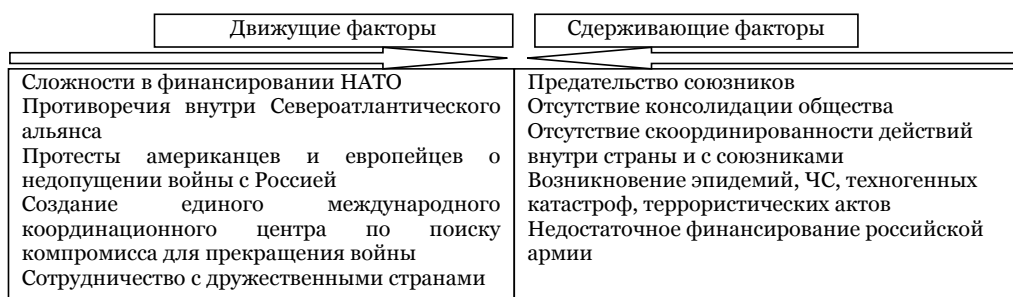 Движущие факторы
Сдерживающие факторы
Сложности в финансировании НАТО
Противоречия внутри Североатлантического
альянса
Протесты американцев и европейцев о
недопущении войны с Россией
Создание единого международного
координационного центра по поиску
компромисса для прекращения войны
Сотрудничество с дружественными странами
Предательство союзников
Отсутствие консолидации общества
Отсутствие скоординированности действий
внутри страны и с союзниками
Возникновение эпидемий, ЧС, техногенных
катастроф, террористических актов
Недостаточное финансирование российской
армии